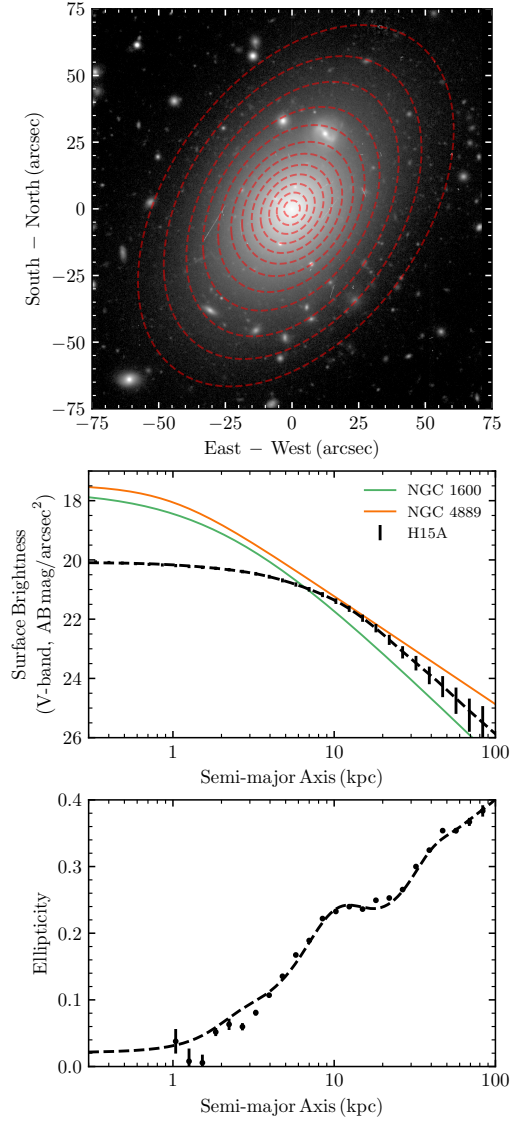 75
50
25
0
−25
−50
−75
South − North (arcsec)
−75 −50 −25 0 25 50 75
East − West (arcsec)
18
20
22
24
26
Surface Brightness
(V-band, AB mag/arcsec²)
NGC 1600
NGC 4889
H15A
1 10 100
Semi-major Axis (kpc)
0.4
0.3
0.2
0.1
0.0
Ellipticity
1 10 100
Semi-major Axis (kpc)